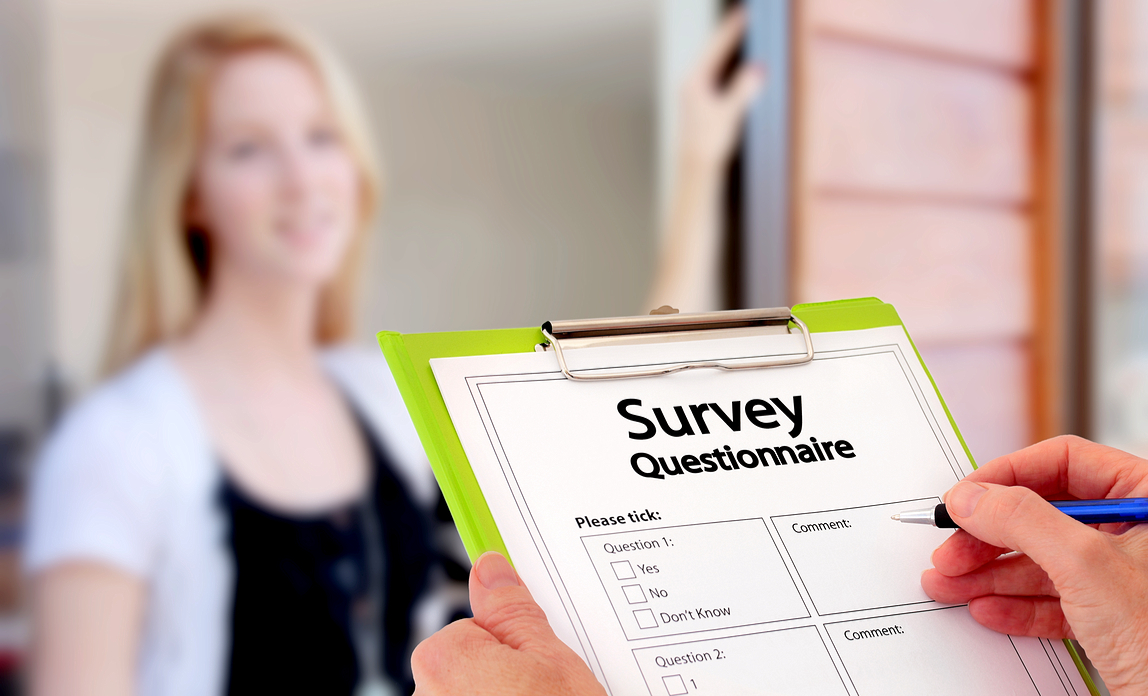 Survey
Questionnaire
Please tick:
Question 1:
Yes
No
Don't Know
Comment:
Question 2:
1
Comment: